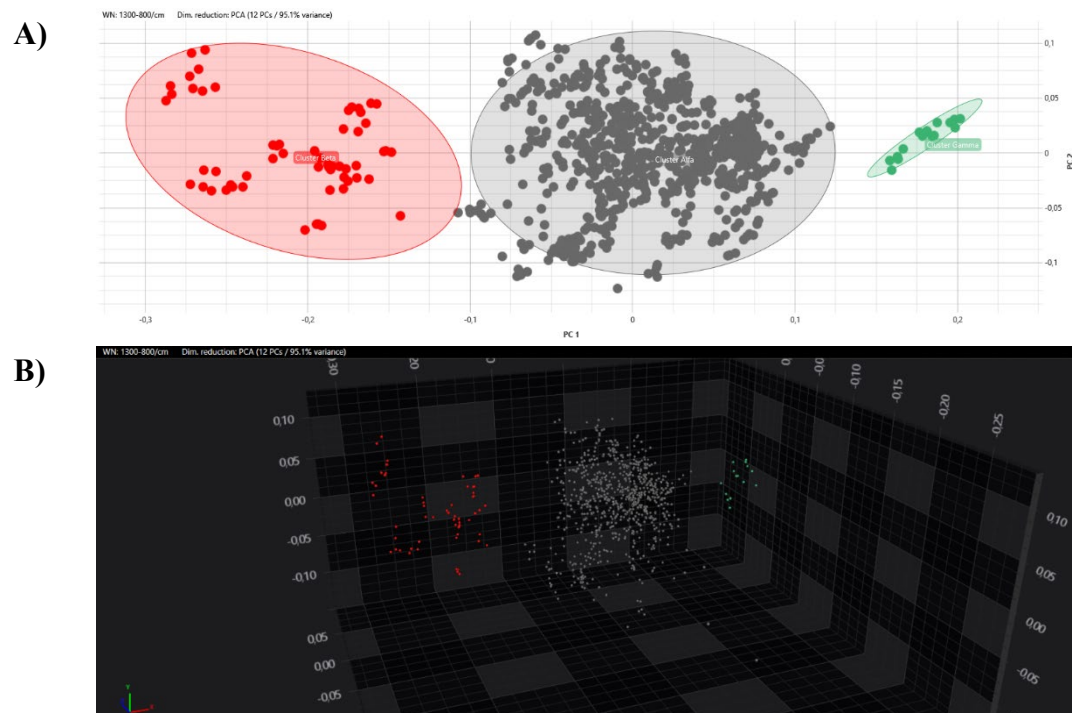 A)
WN: 1300-800/cm Dim. reduction: PCA (12 PCs / 95.1% variance)
0,1
0,05
0
-0,05
-0,1
PC 2
Cluster Beta
Cluster Alfa
Cluster Gamma
-0,3 -0,2 -0,1 0 0,1 0,2
PC 1
B)
WN: 1300-800/cm Dim. reduction: PCA (12 PCs / 95.1% variance)
-0,10
-0,15
-0,20
-0,25
0,10
0,05
0,00
-0,05
-0,10
0,05
0,00
-0,05
0,10
0,05
0,00
-0,05